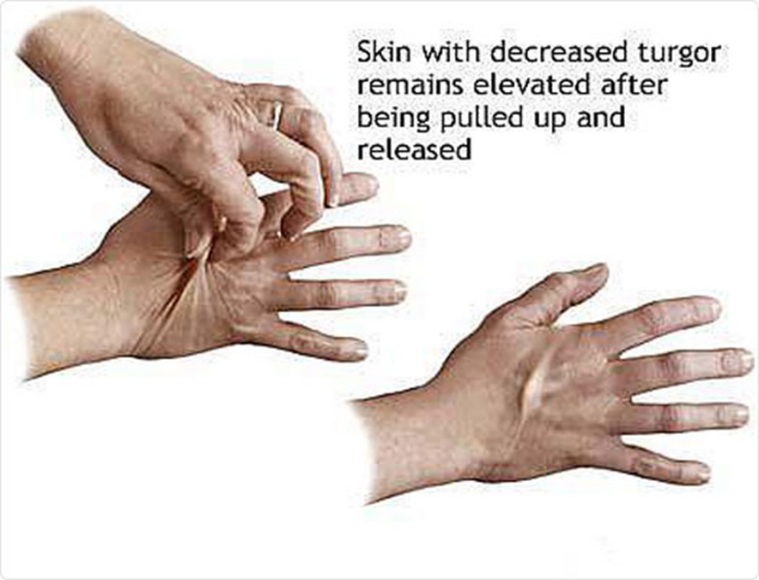 Skin with decreased turgor
remains elevated after
being pulled up and
released